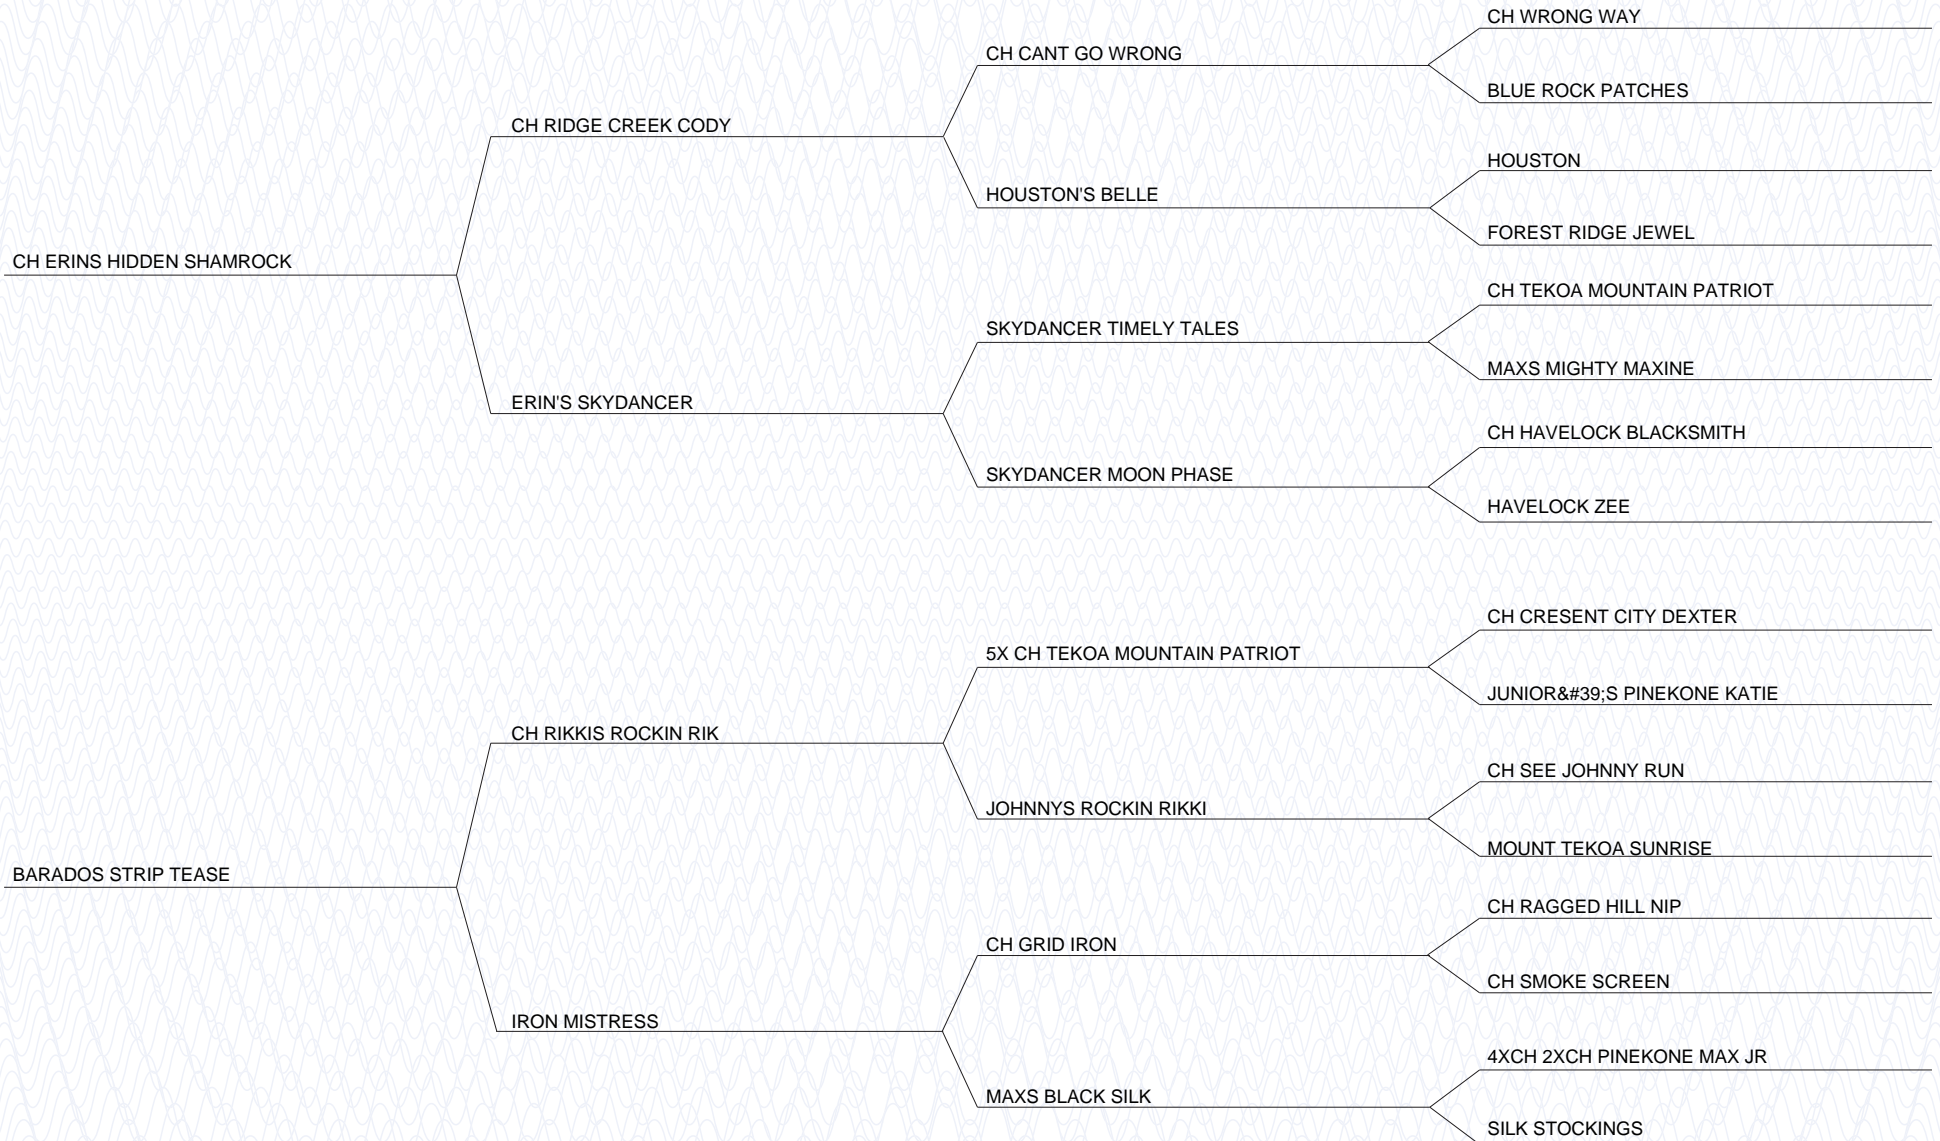 CH WRONG WAY
CH CANT GO WRONG
BLUE ROCK PATCHES
CH RIDGE CREEK CODY
HOUSTON
HOUSTON'S BELLE
FOREST RIDGE JEWEL
CH ERINS HIDDEN SHAMROCK
CH TEKOA MOUNTAIN PATRIOT
SKYDANCER TIMELY TALES
MAXS MIGHTY MAXINE
ERIN'S SKYDANCER
CH HAVELOCK BLACKSMITH
SKYDANCER MOON PHASE
HAVELOCK ZEE
CH CRESENT CITY DEXTER
5X CH TEKOA MOUNTAIN PATRIOT
JUNIOR&#39;S PINEKONE KATIE
CH RIKKIS ROCKIN RIK
CH SEE JOHNNY RUN
JOHNNYS ROCKIN RIKKI
MOUNT TEKOA SUNRISE
BARADOS STRIP TEASE
CH RAGGED HILL NIP
CH GRID IRON
CH SMOKE SCREEN
IRON MISTRESS
4XCH 2XCH PINEKONE MAX JR
MAXS BLACK SILK
SILK STOCKINGS